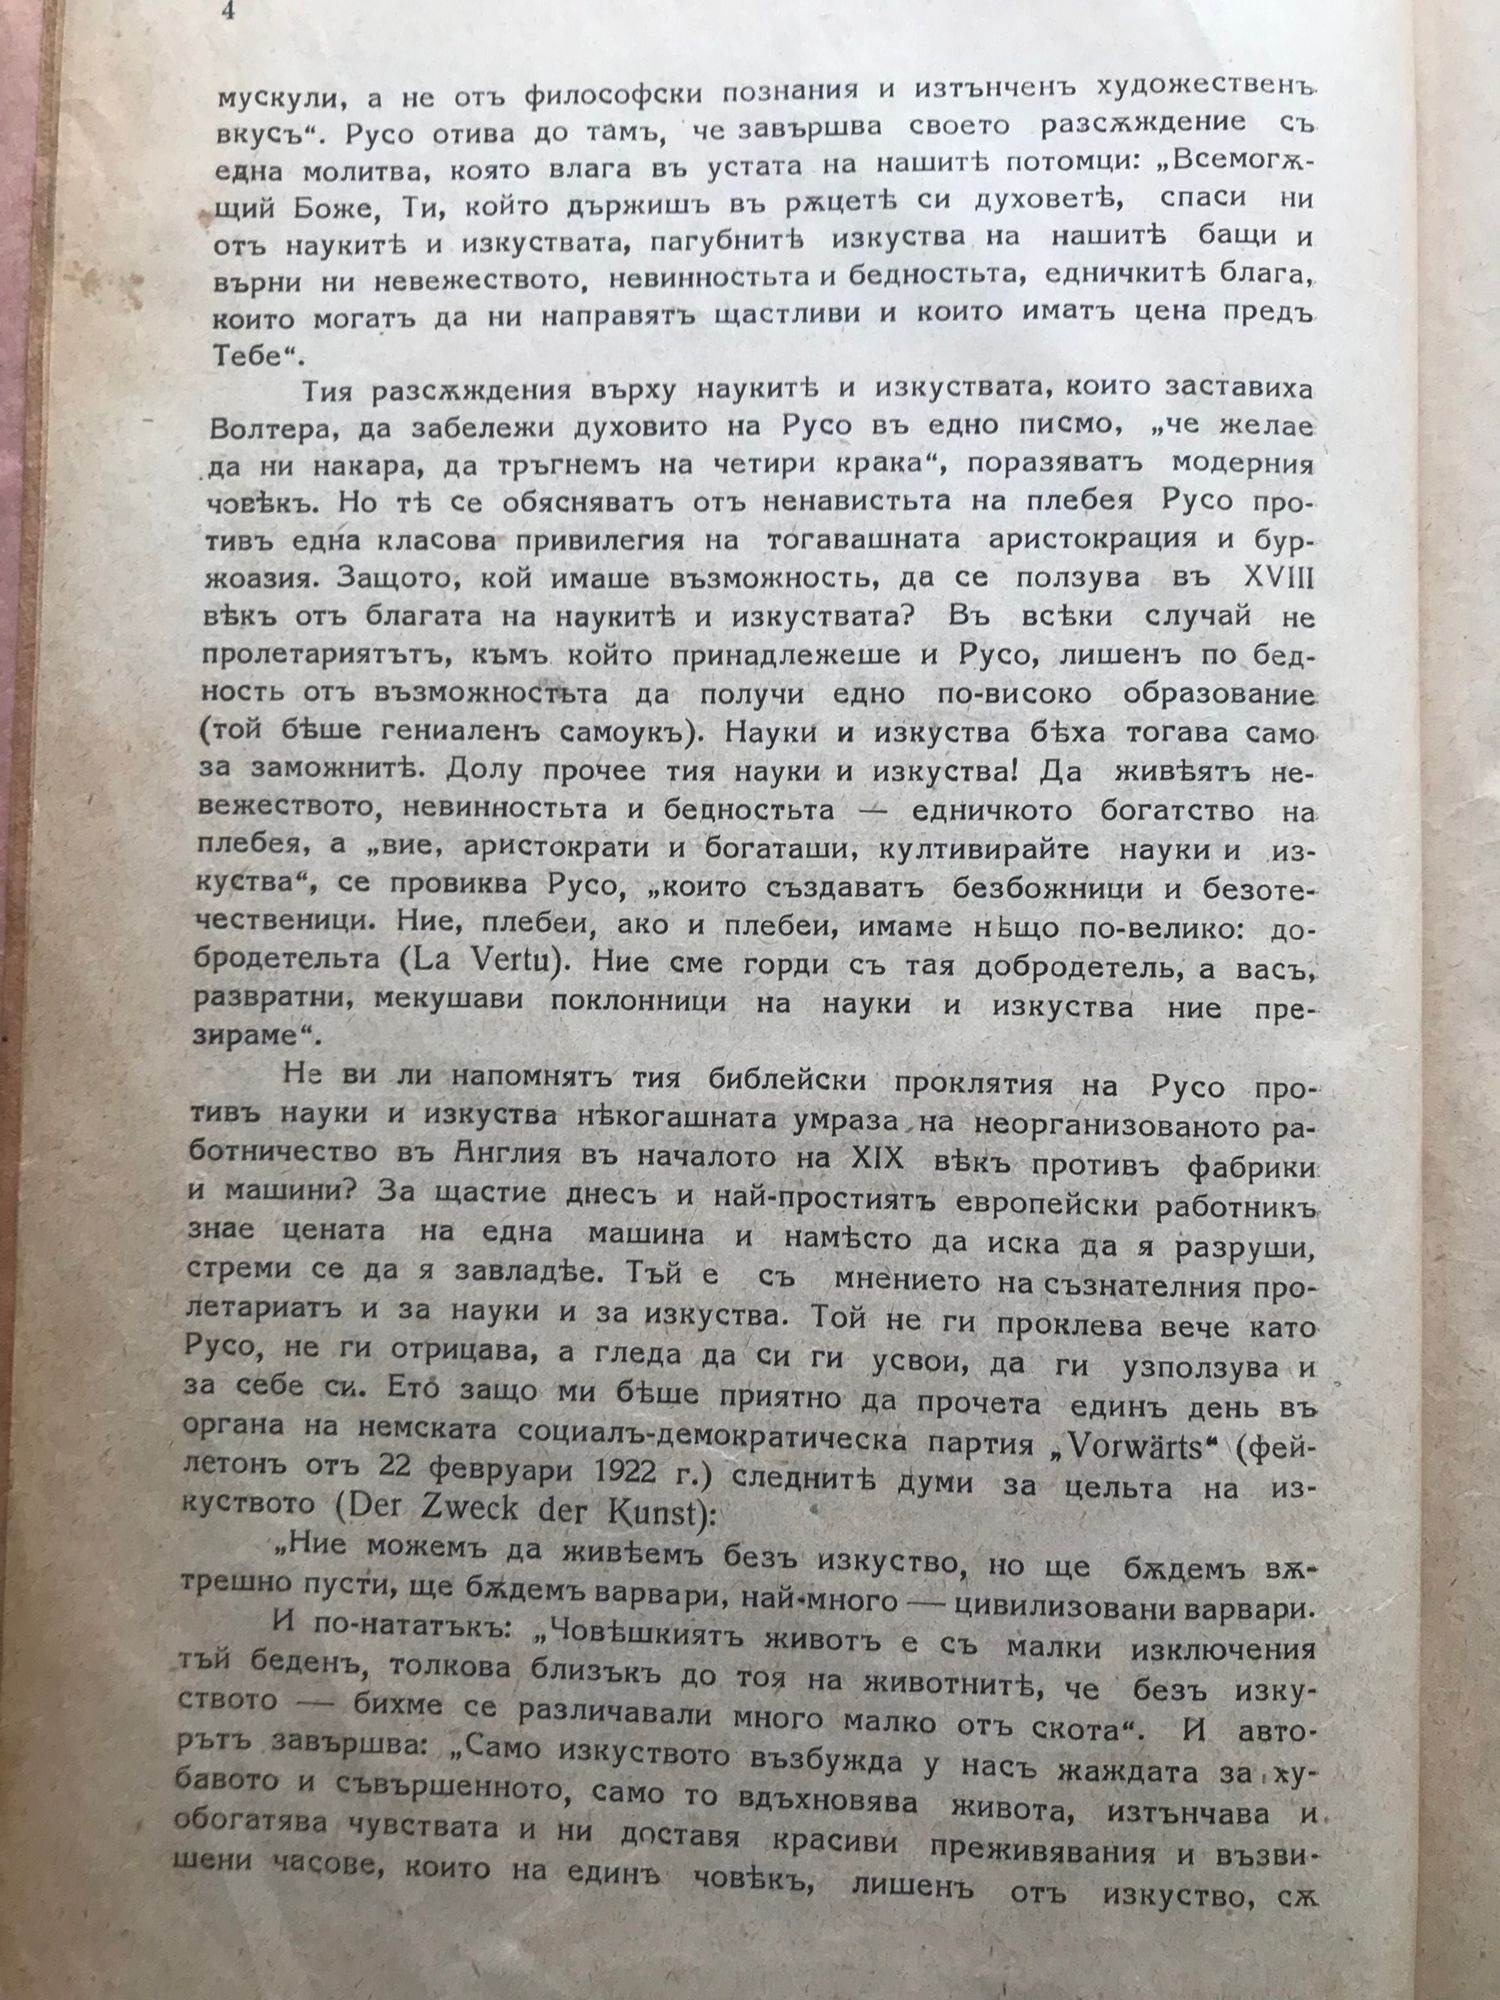 4
мускули, а не отъ философски познания и изтънченъ художественъ
вкусъ“. Русо отива до тамъ, че завършва своето разсѫждение съ
една молитва, която влага въ устата на нашитѣ потомци: „Всемогѫ-
щий Боже, Ти, който държишъ въ рѫцетѣ си духоветѣ, спаси ни
отъ наукитѣ и изкуствата, пагубнитѣ изкуства на нашитѣ бащи и
върни ни невежеството, невинностьта и бедностьта, едничкитѣ блага,
които могатъ да ни направятъ щастливи и които иматъ цена предъ
Тебе“.
Тия разсѫждения върху наукитѣ и изкуствата, които заставиха
Волтера, да забележи духовито на Русо въ едно писмо, „че желае
да ни накара, да тръгнемъ на четири крака“, поразяватъ модерния
човѣкъ. Но тѣ се обясняватъ отъ ненавистьта на плебея Русо про-
тивъ една класова привилегия на тогавашната аристокрация и бур-
жоазия. Защото, кой имаше възможность, да се ползува въ XVIII
вѣкъ отъ благата на наукитѣ и изкуствата? Въ всѣки случай не
пролетариятътъ, къмъ който принадлежеше и Русо, лишенъ по бед-
ность отъ възможностьта да получи едно по-високо образование
(той бѣше гениаленъ самоукъ). Науки и изкуства бѣха тогава само
за заможнитѣ. Долу прочее тия науки и изкуства! Да живѣятъ не-
вежеството, невинностьта и бедностьта — едничкото богатство на
плебея, а „вие, аристократи и богаташи, култивирайте науки и из-
куства“, се провиква Русо, „които създаватъ безбожници и безоте-
чественици. Ние, плебеи, ако и плебеи, имаме нѣщо по-велико: до-
бродетельта (La Vertu). Ние сме горди съ тая добродетель, а васъ,
развратни, мекушави поклонници на науки и изкуства ние пре-
зираме“.
Не ви ли напомнятъ тия библейски проклятия на Русо про-
тивъ науки и изкуства нѣкогашната умраза на неорганизованото ра-
ботничество въ Англия въ началото на XIX вѣкъ противъ фабрики
и машини? За щастие днесъ и най-простиятъ европейски работникъ
знае цената на една машина и намѣсто да иска да я разруши,
стреми се да я завладѣе. Тъй е съ мнението на съзнателния про-
летариатъ и за науки и за изкуства. Той не ги проклева вече като
Русо, не ги отрицава, а гледа да си ги усвои, да ги узползува и
за себе си. Ето защо ми бѣше приятно да прочета единъ день въ
органа на немската социалъ-демократическа партия „Vorwärts“ (фей-
летонъ отъ 22 февруари 1922 г.) следнитѣ думи за цельта на из-
куството (Der Zweck der Kunst):
„Ние можемъ да живѣемъ безъ изкуство, но ще бѫдемъ вѫ-
трешно пусти, ще бѫдемъ варвари, най-много — цивилизовани варвари.
И по-нататъкъ: „Човѣшкиятъ животъ е съ малки изключения
тъй беденъ, толкова близъкъ до тоя на животнитѣ, че безъ изку-
ството — бихме се различавали много малко отъ скота“. И авто-
рътъ завършва: „Само изкуството възбужда у насъ жаждата за ху-
бавото и съвършенното, само то вдъхновява живота, изтънчава и
обогатява чувствата и ни доставя красиви преживявания и възви-
шени часове, които на единъ човѣкъ, лишенъ отъ изкуство, сѫ